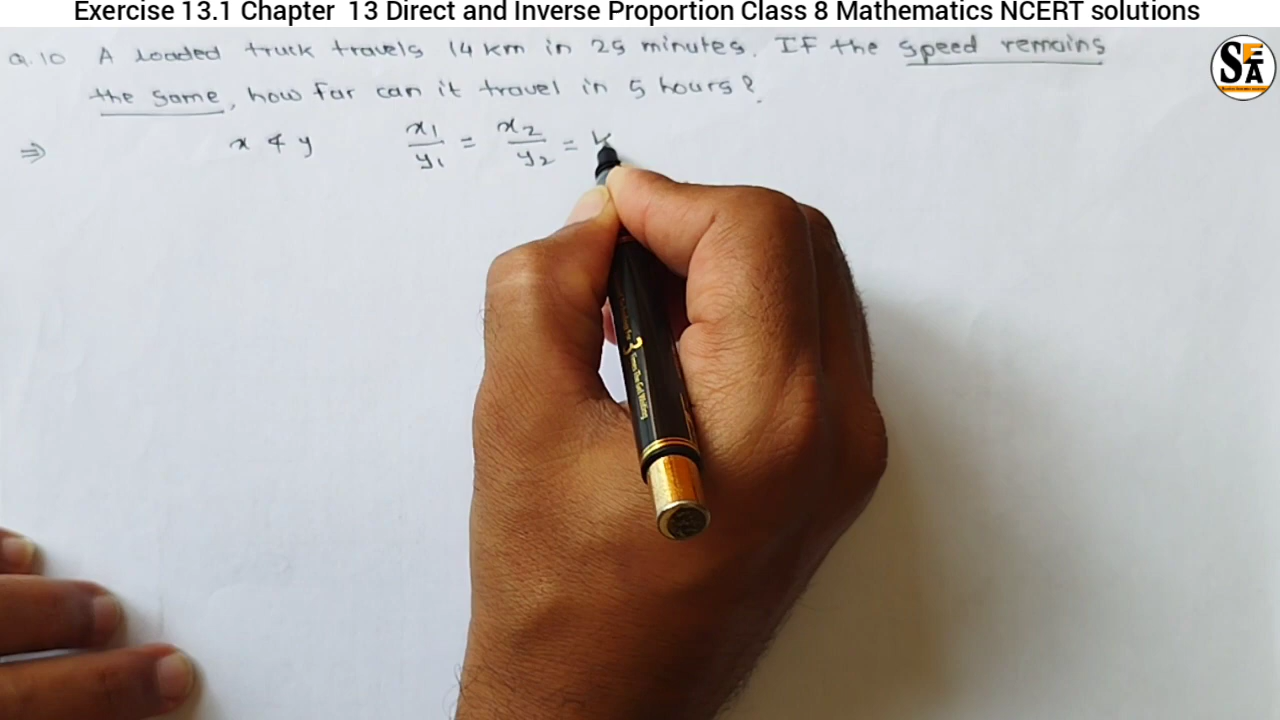 Exercise 13.1 Chapter 13 Direct and Inverse Proportion Class 8 Mathematics NCERT solutions
Q.10 A loaded truck travels 14 km in 25 minutes. IF the speed remains
the same, how far can it travel in 5 hours?
⇒ x ∝ y x1/y1 = x2/y2 = k
SFEA
3